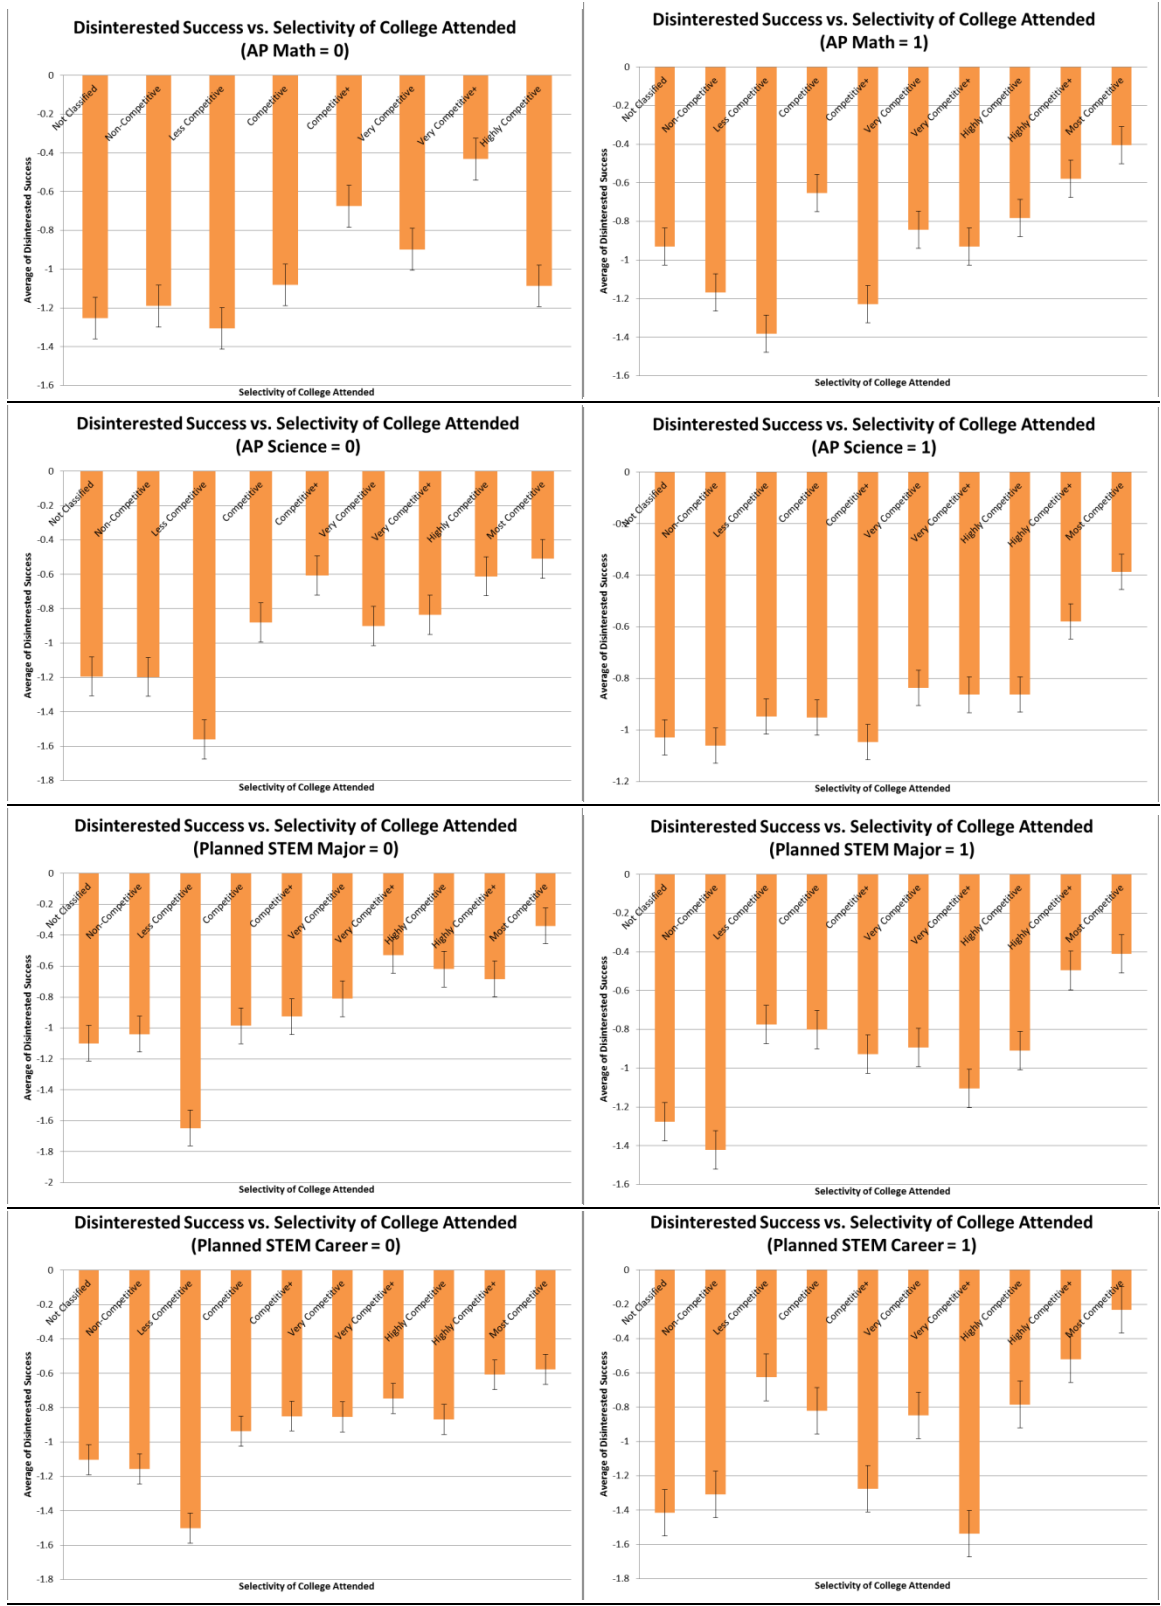 Disinterested Success vs. Selectivity of College Attended
(AP Math = 0)
Average of Disinterested Success
0
-0.2
-0.4
-0.6
-0.8
-1
-1.2
-1.4
-1.6
Not Classified
Non-Competitive
Less Competitive
Competitive
Competitive+
Very Competitive
Very Competitive+
Highly Competitive
Selectivity of College Attended
Disinterested Success vs. Selectivity of College Attended
(AP Math = 1)
Average of Disinterested Success
0
-0.2
-0.4
-0.6
-0.8
-1
-1.2
-1.4
-1.6
Not Classified
Non-Competitive
Less Competitive
Competitive
Competitive+
Very Competitive
Very Competitive+
Highly Competitive
Highly Competitive+
Most Competitive
Selectivity of College Attended
Disinterested Success vs. Selectivity of College Attended
(AP Science = 0)
Average of Disinterested Success
0
-0.2
-0.4
-0.6
-0.8
-1
-1.2
-1.4
-1.6
-1.8
Not Classified
Non-Competitive
Less Competitive
Competitive
Competitive+
Very Competitive
Very Competitive+
Highly Competitive
Most Competitive
Selectivity of College Attended
Disinterested Success vs. Selectivity of College Attended
(AP Science = 1)
Average of Disinterested Success
0
-0.2
-0.4
-0.6
-0.8
-1
-1.2
Not Classified
Non-Competitive
Less Competitive
Competitive
Competitive+
Very Competitive
Very Competitive+
Highly Competitive
Highly Competitive+
Most Competitive
Selectivity of College Attended
Disinterested Success vs. Selectivity of College Attended
(Planned STEM Major = 0)
Average of Disinterested Success
0
-0.2
-0.4
-0.6
-0.8
-1
-1.2
-1.4
-1.6
-1.8
-2
Not Classified
Non-Competitive
Less Competitive
Competitive
Competitive+
Very Competitive
Very Competitive+
Highly Competitive
Highly Competitive+
Most Competitive
Selectivity of College Attended
Disinterested Success vs. Selectivity of College Attended
(Planned STEM Major = 1)
Average of Disinterested Success
0
-0.2
-0.4
-0.6
-0.8
-1
-1.2
-1.4
-1.6
Not Classified
Non-Competitive
Less Competitive
Competitive
Competitive+
Very Competitive
Very Competitive+
Highly Competitive
Highly Competitive+
Most Competitive
Selectivity of College Attended
Disinterested Success vs. Selectivity of College Attended
(Planned STEM Career = 0)
Average of Disinterested Success
0
-0.2
-0.4
-0.6
-0.8
-1
-1.2
-1.4
-1.6
-1.8
Not Classified
Non-Competitive
Less Competitive
Competitive
Competitive+
Very Competitive
Very Competitive+
Highly Competitive
Highly Competitive+
Most Competitive
Selectivity of College Attended
Disinterested Success vs. Selectivity of College Attended
(Planned STEM Career = 1)
Average of Disinterested Success
0
-0.2
-0.4
-0.6
-0.8
-1
-1.2
-1.4
-1.6
-1.8
Not Classified
Non-Competitive
Less Competitive
Competitive
Competitive+
Very Competitive
Very Competitive+
Highly Competitive
Highly Competitive+
Most Competitive
Selectivity of College Attended